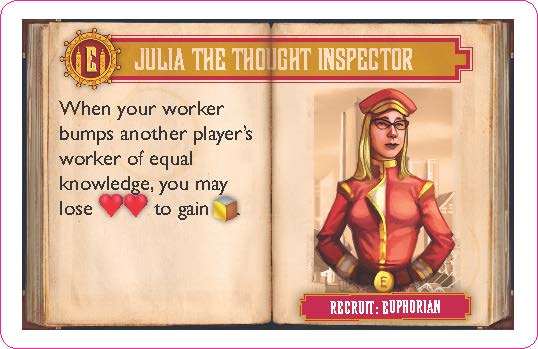 E
JULIA THE THOUGHT INSPECTOR
When your worker
bumps another player's
worker of equal
knowledge, you may
lose to gain .
E
RECRUIT: EUPHORIAN